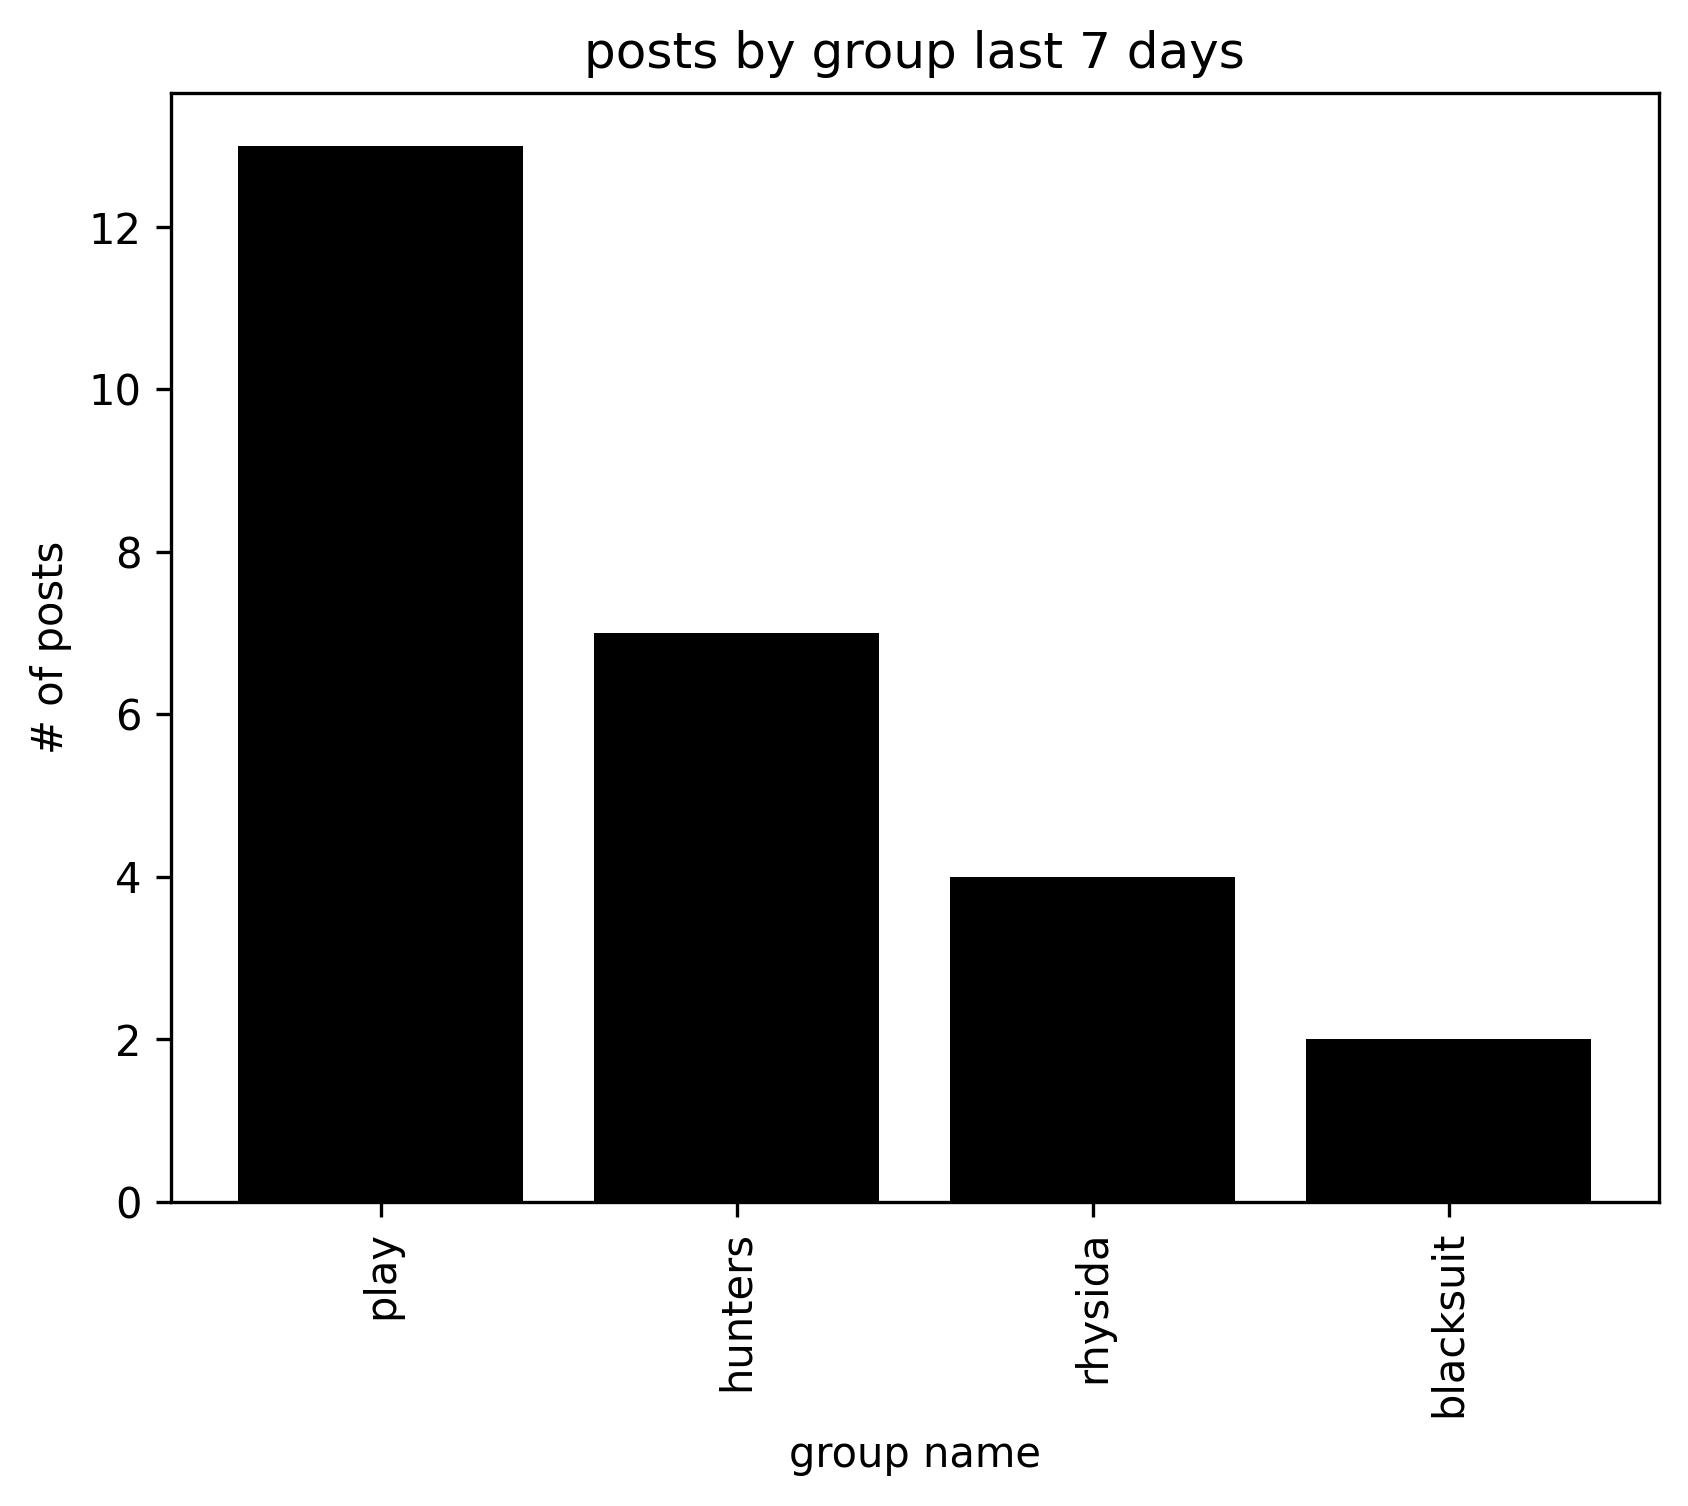 posts by group last 7 days
12
10
8
6
4
2
0
# of posts
play
hunters
rhysida
blacksuit
group name